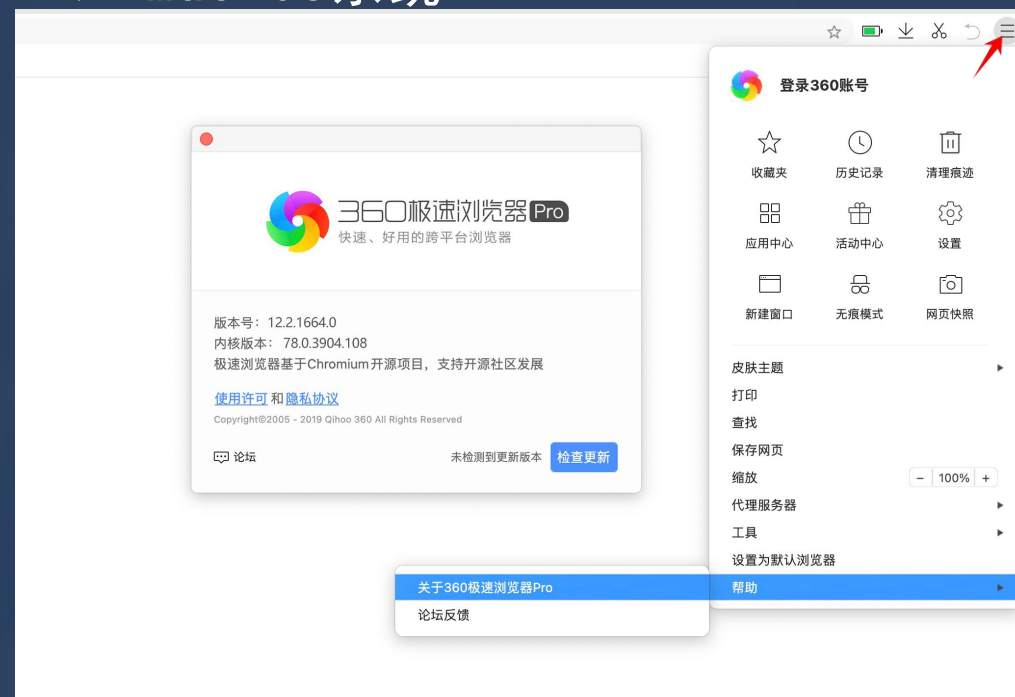 登录360账号
收藏夹 历史记录 清理痕迹
应用中心 活动中心 设置
新建窗口 无痕模式 网页快照
皮肤主题
打印
查找
保存网页
缩放 - 100% +
代理服务器
工具
设置为默认浏览器
帮助
关于360极速浏览器Pro
论坛反馈
360极速浏览器Pro
快速、好用的跨平台浏览器
版本号: 12.2.1664.0
内核版本: 78.0.3904.108
极速浏览器基于Chromium开源项目，支持开源社区发展
使用许可 和 隐私协议
Copyright©2005 - 2019 Qihoo 360 All Rights Reserved
论坛 未检测到更新版本 检查更新